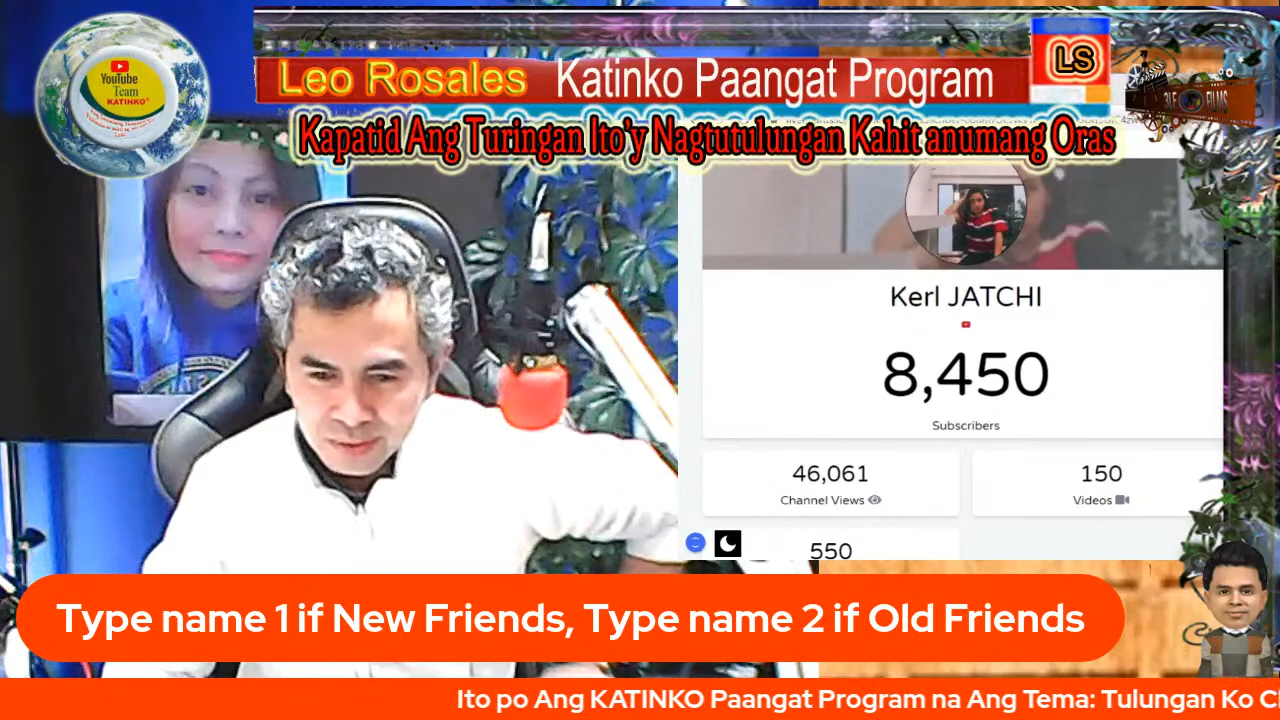 YouTube
Team
KATINKO
Leo Rosales Katinko Paangat Program
LS
FILMS
Kapatid Ang Turingan Ito'y Nagtutulungan Kahit anumang Oras
Kerl JATCHI
8,450
Subscribers
46,061
Channel Views
150
Videos
550
Type name 1 if New Friends, Type name 2 if Old Friends
Ito po Ang KATINKO Paangat Program na Ang Tema: Tulungan Ko